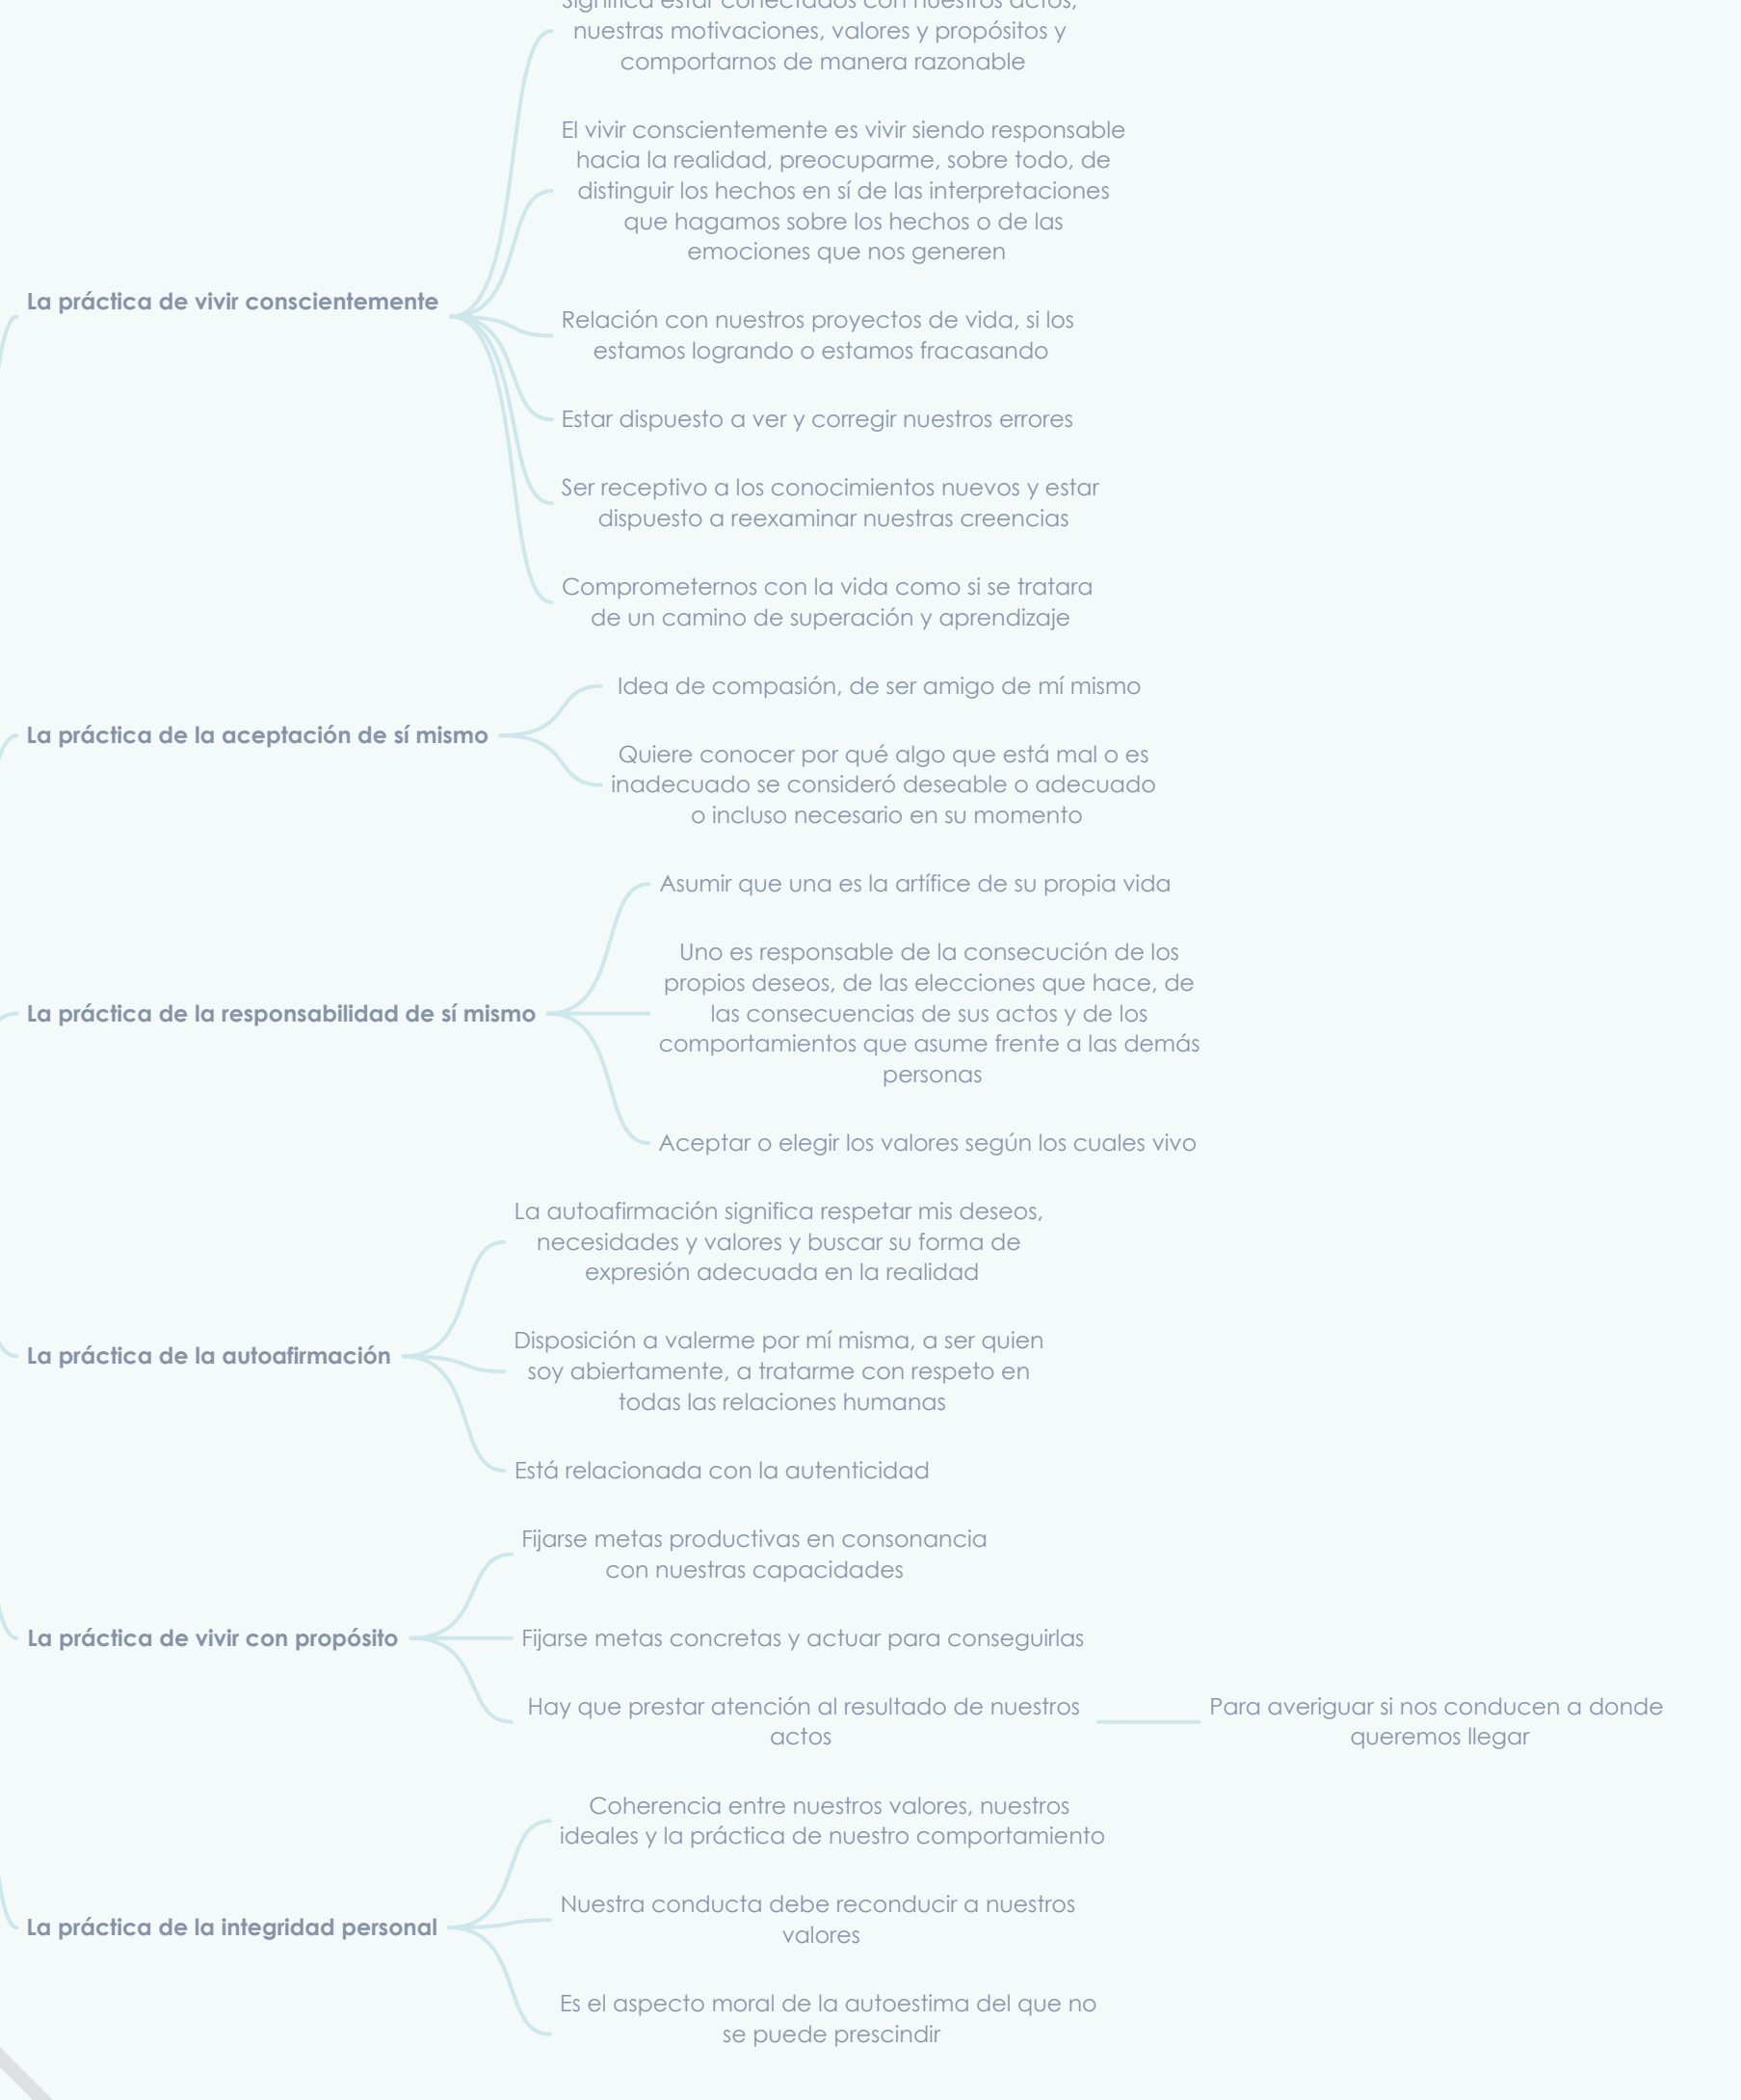 Significa estar conectados con nuestros actos,
nuestras motivaciones, valores y propósitos y
comportarnos de manera razonable
El vivir conscientemente es vivir siendo responsable
hacia la realidad, preocuparme, sobre todo, de
distinguir los hechos en sí de las interpretaciones
que hagamos sobre los hechos o de las
emociones que nos generen
La práctica de vivir conscientemente
Relación con nuestros proyectos de vida, si los
estamos logrando o estamos fracasando
Estar dispuesto a ver y corregir nuestros errores
Ser receptivo a los conocimientos nuevos y estar
dispuesto a reexaminar nuestras creencias
Comprometernos con la vida como si se tratara
de un camino de superación y aprendizaje
La práctica de la aceptación de sí mismo
Idea de compasión, de ser amigo de mí mismo
Quiere conocer por qué algo que está mal o es
inadecuado se consideró deseable o adecuado
o incluso necesario en su momento
La práctica de la responsabilidad de sí mismo
Asumir que una es la artífice de su propia vida
Uno es responsable de la consecución de los
propios deseos, de las elecciones que hace, de
las consecuencias de sus actos y de los
comportamientos que asume frente a las demás
personas
Aceptar o elegir los valores según los cuales vivo
La práctica de la autoafirmación
La autoafirmación significa respetar mis deseos,
necesidades y valores y buscar su forma de
expresión adecuada en la realidad
Disposición a valerme por mí misma, a ser quien
soy abiertamente, a tratarme con respeto en
todas las relaciones humanas
Está relacionada con la autenticidad
La práctica de vivir con propósito
Fijarse metas productivas en consonancia
con nuestras capacidades
Fijarse metas concretas y actuar para conseguirlas
Hay que prestar atención al resultado de nuestros
actos
Para averiguar si nos conducen a donde
queremos llegar
La práctica de la integridad personal
Coherencia entre nuestros valores, nuestros
ideales y la práctica de nuestro comportamiento
Nuestra conducta debe reconducir a nuestros
valores
Es el aspecto moral de la autoestima del que no
se puede prescindir